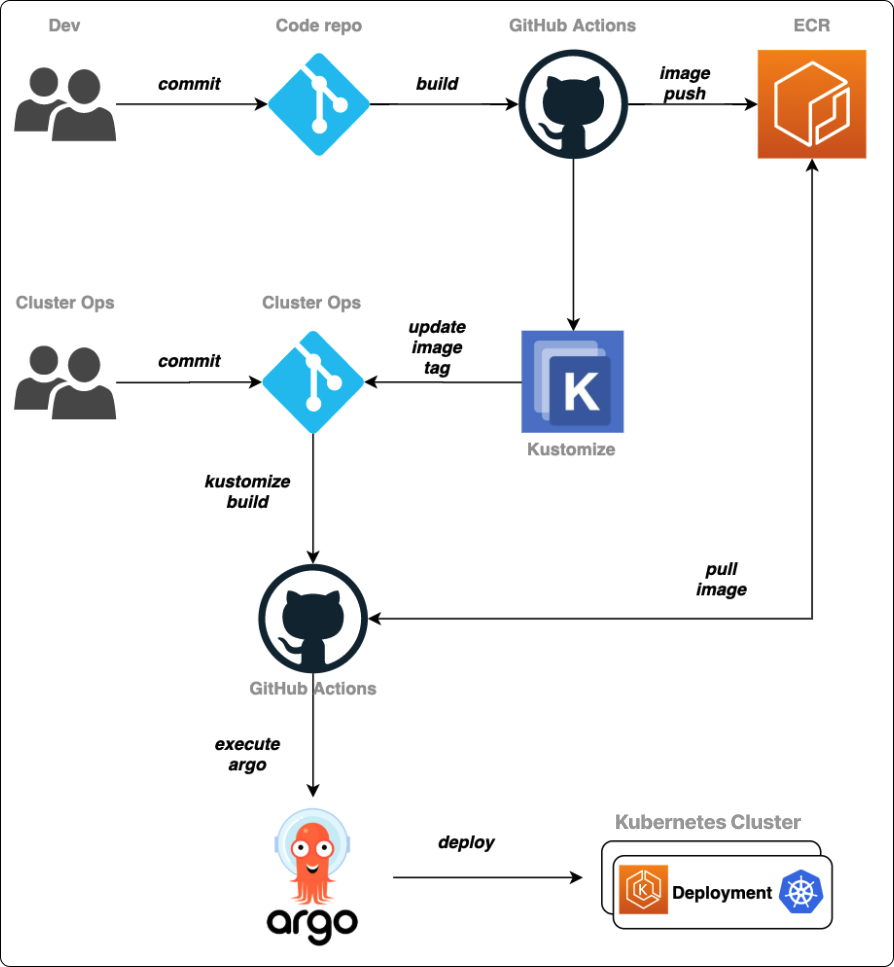 Dev
Code repo
GitHub Actions
ECR
commit
build
image
push
Cluster Ops
Cluster Ops
commit
update
image
tag
K
Kustomize
kustomize
build
pull
image
GitHub Actions
execute
argo
argo
deploy
Kubernetes Cluster
K
Deployment